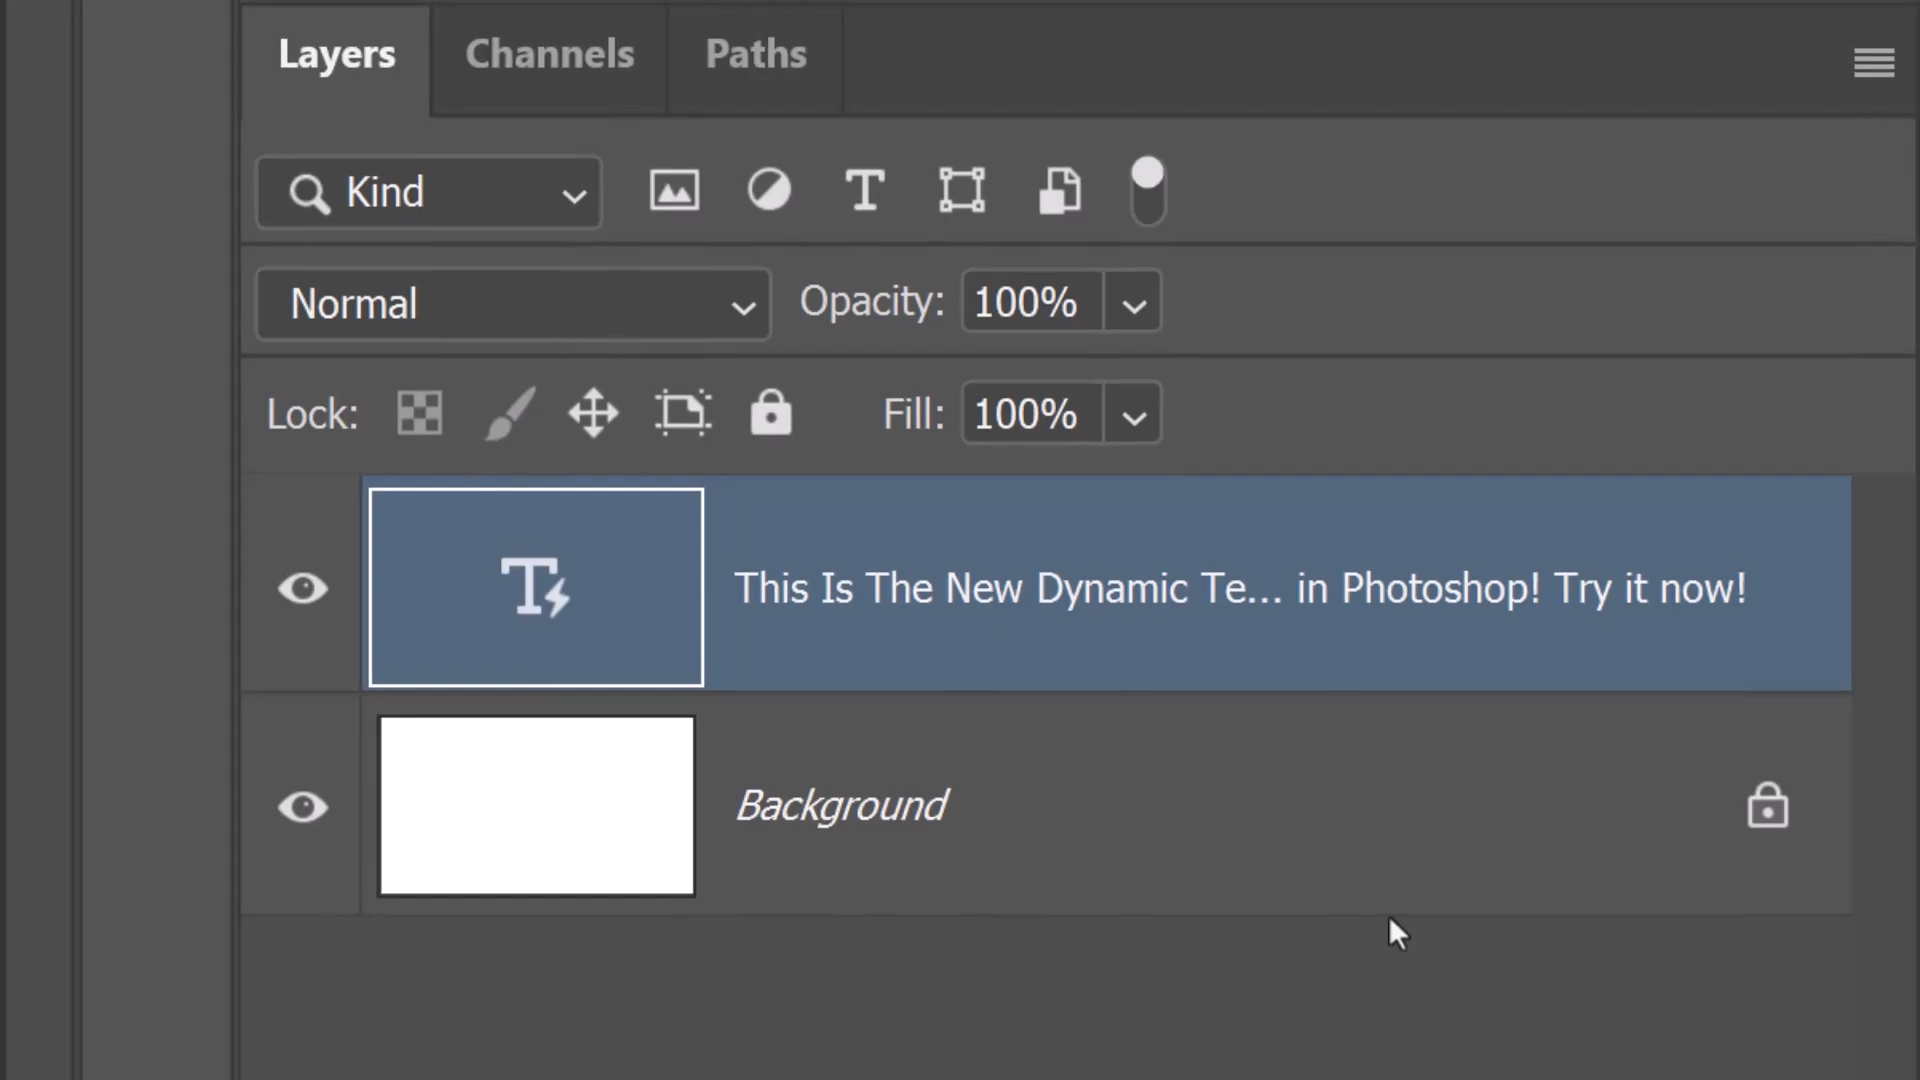 Layers Channels Paths
Kind
Normal Opacity: 100%
Lock: Fill: 100%
This Is The New Dynamic Te... in Photoshop! Try it now!
Background